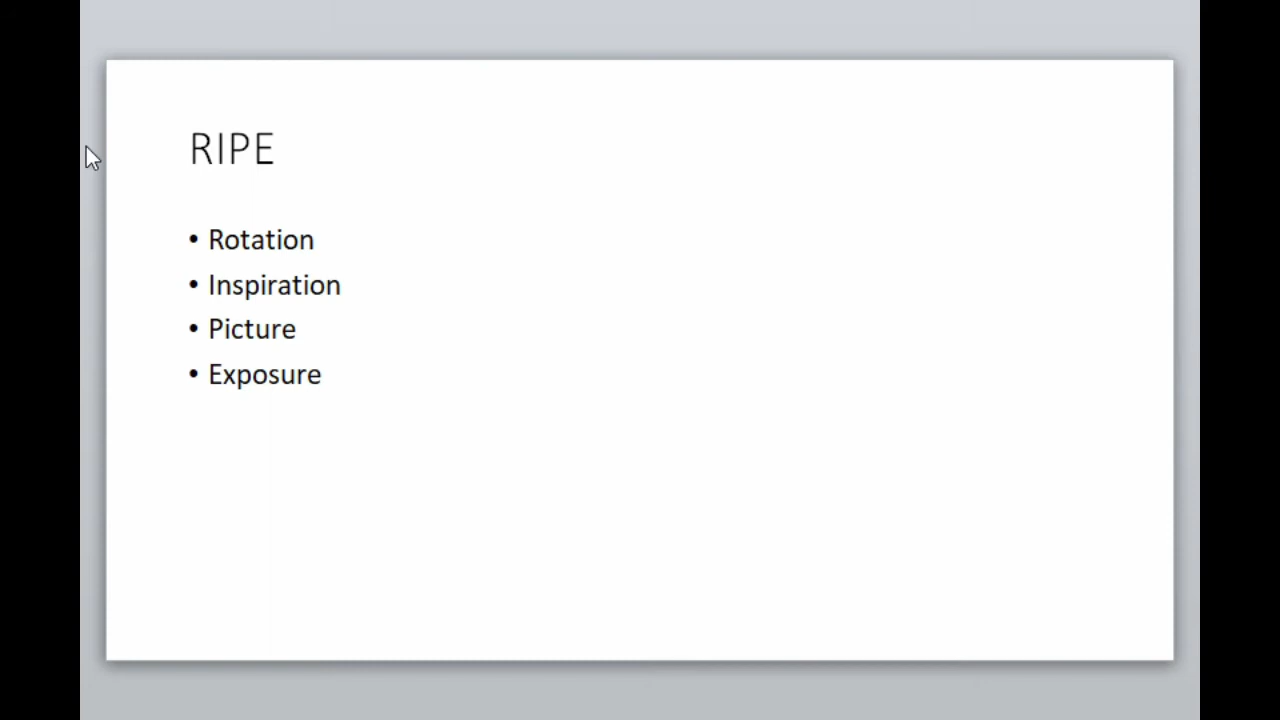 RIPE
• Rotation
• Inspiration
• Picture
• Exposure